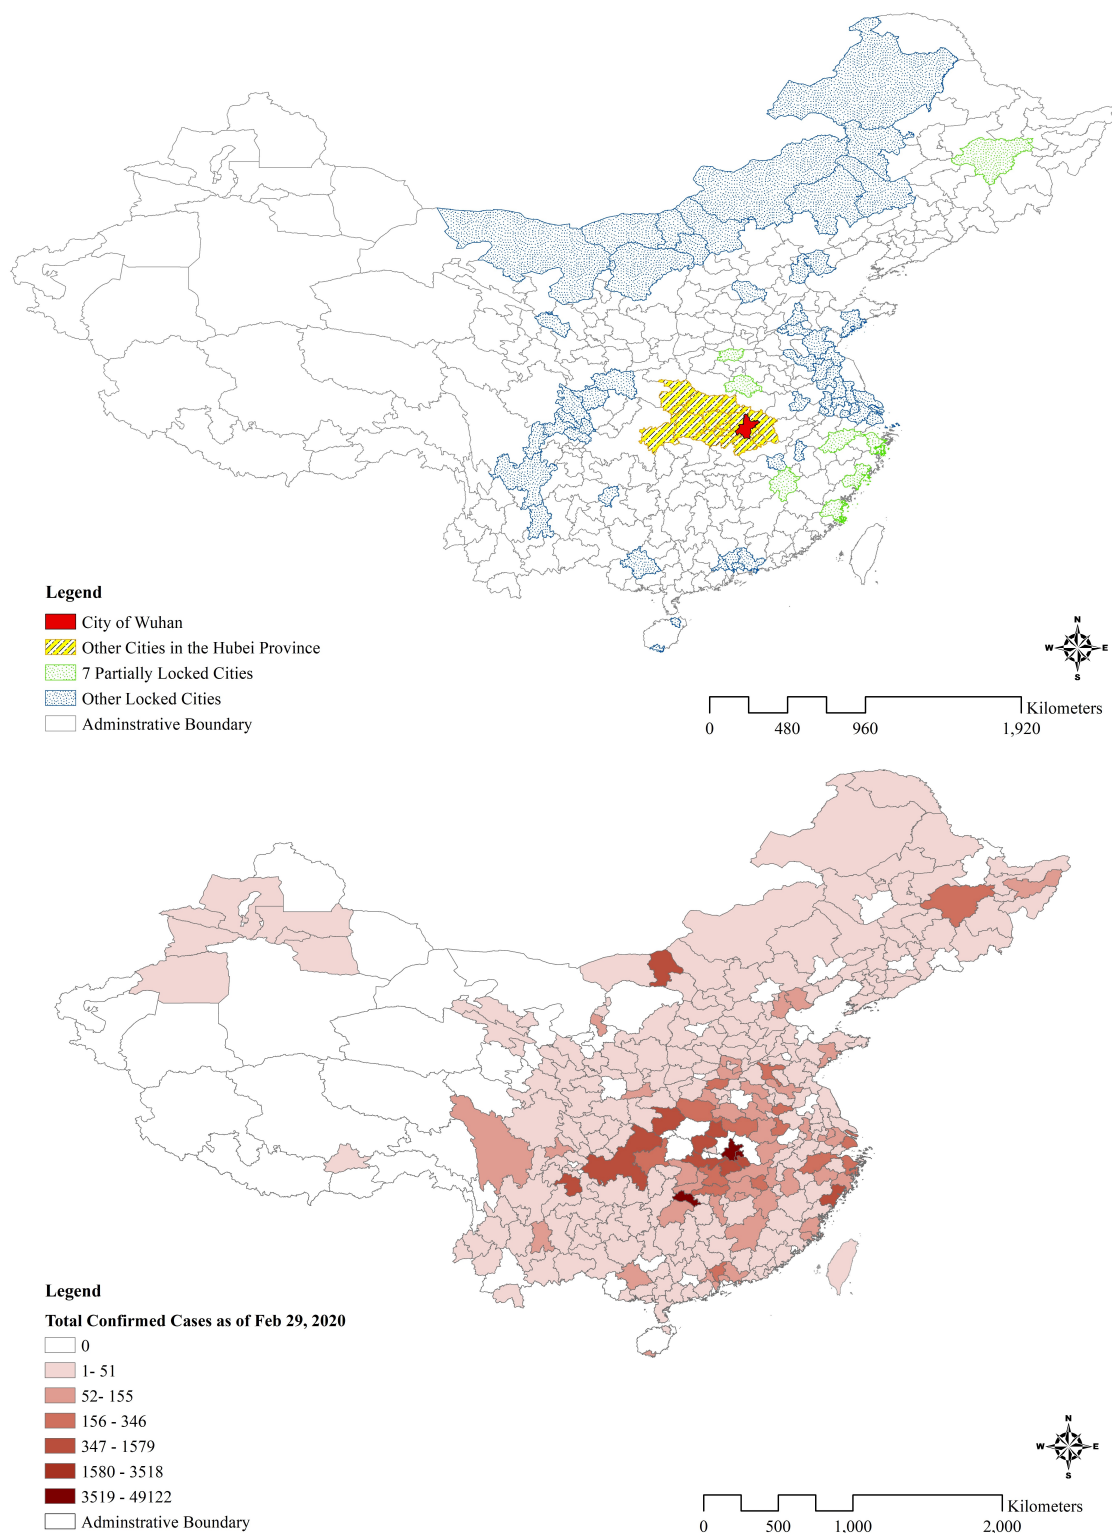 Legend
City of Wuhan
Other Cities in the Hubei Province
7 Partially Locked Cities
Other Locked Cities
Adminstrative Boundary
N
W E
S
Kilometers
0 480 960 1,920
Legend
Total Confirmed Cases as of Feb 29, 2020
0
1- 51
52- 155
156 - 346
347 - 1579
1580 - 3518
3519 - 49122
Adminstrative Boundary
N
W E
S
Kilometers
0 500 1,000 2,000